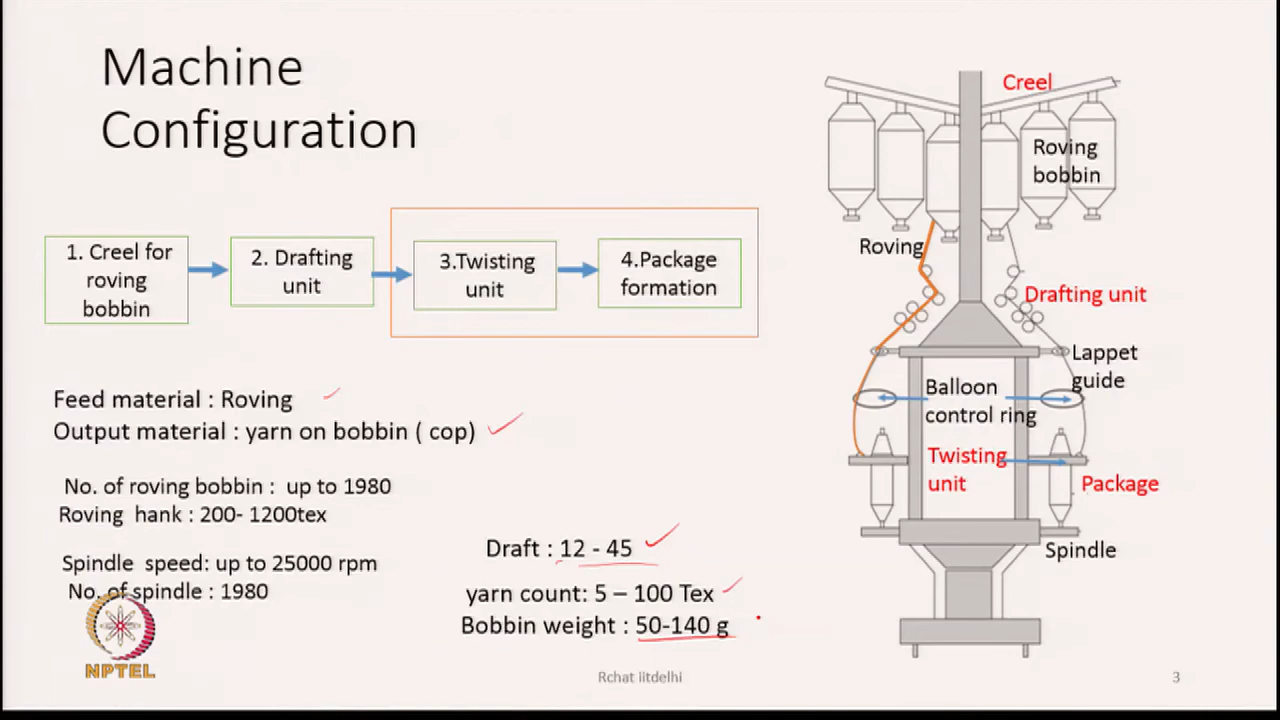 Machine
Configuration
1. Creel for
roving
bobbin
2. Drafting
unit
3.Twisting
unit
4.Package
formation
Feed material : Roving
Output material : yarn on bobbin ( cop)
No. of roving bobbin : up to 1980
Roving hank : 200- 1200tex
Spindle speed: up to 25000 rpm
No. of spindle : 1980
Draft : 12 - 45
yarn count: 5 – 100 Tex
Bobbin weight : 50-140 g
Creel
Roving
bobbin
Roving
Drafting unit
Lappet
guide
Balloon
control ring
Twisting
unit
Package
Spindle
NPTEL
Rchat iitdelhi
3